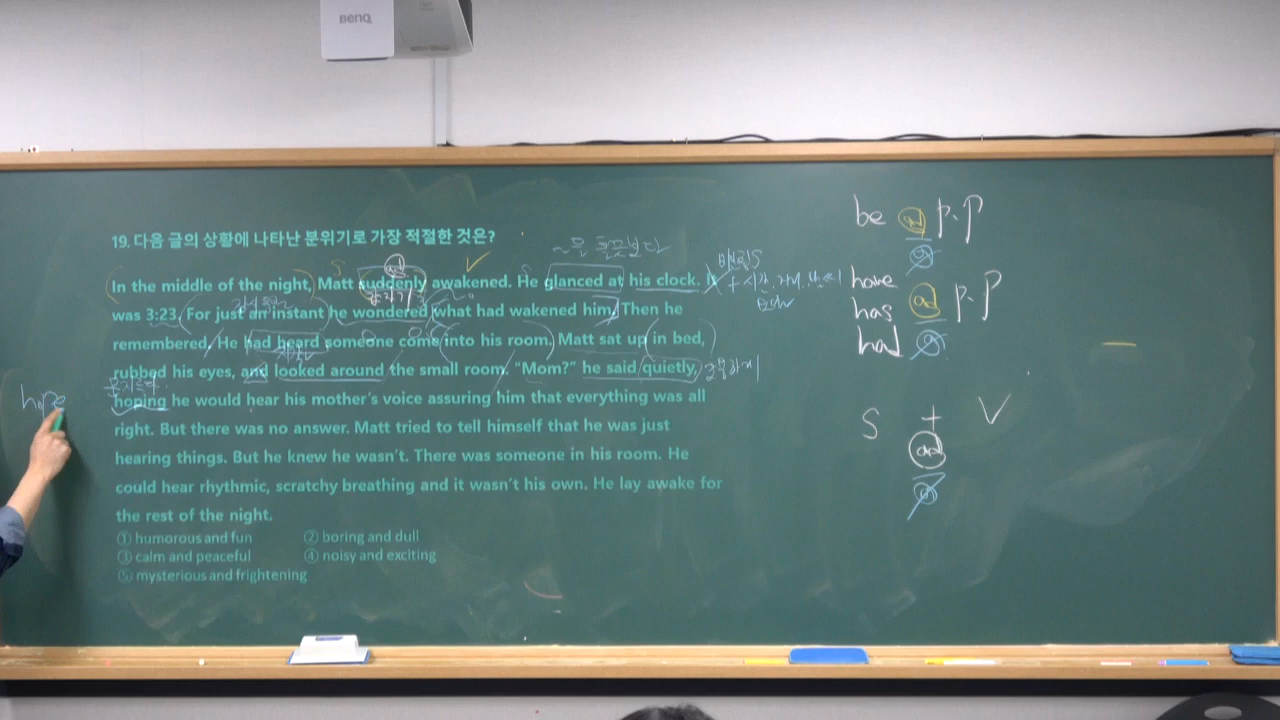 BenQ
19. 다음 글의 상황에 나타난 분위기로 가장 적절한 것은?
~을 힐끗보다
In the middle of the night, Matt suddenly awakened. He glanced at his clock. It
was 3:23. For just an instant he wondered what had wakened him. Then he
remembered. He had heard someone come into his room. Matt sat up in bed,
rubbed his eyes, and looked around the small room. “Mom?” he said quietly,
hoping he would hear his mother’s voice assuring him that everything was all
right. But there was no answer. Matt tried to tell himself that he was just
hearing things. But he knew he wasn’t. There was someone in his room. He
could hear rhythmic, scratchy breathing and it wasn’t his own. He lay awake for
the rest of the night.
① humorous and fun ② boring and dull
③ calm and peaceful ④ noisy and exciting
⑤ mysterious and frightening
hope
be ad p.p
a
have
has ad p.p
had a
S + V
ad
a